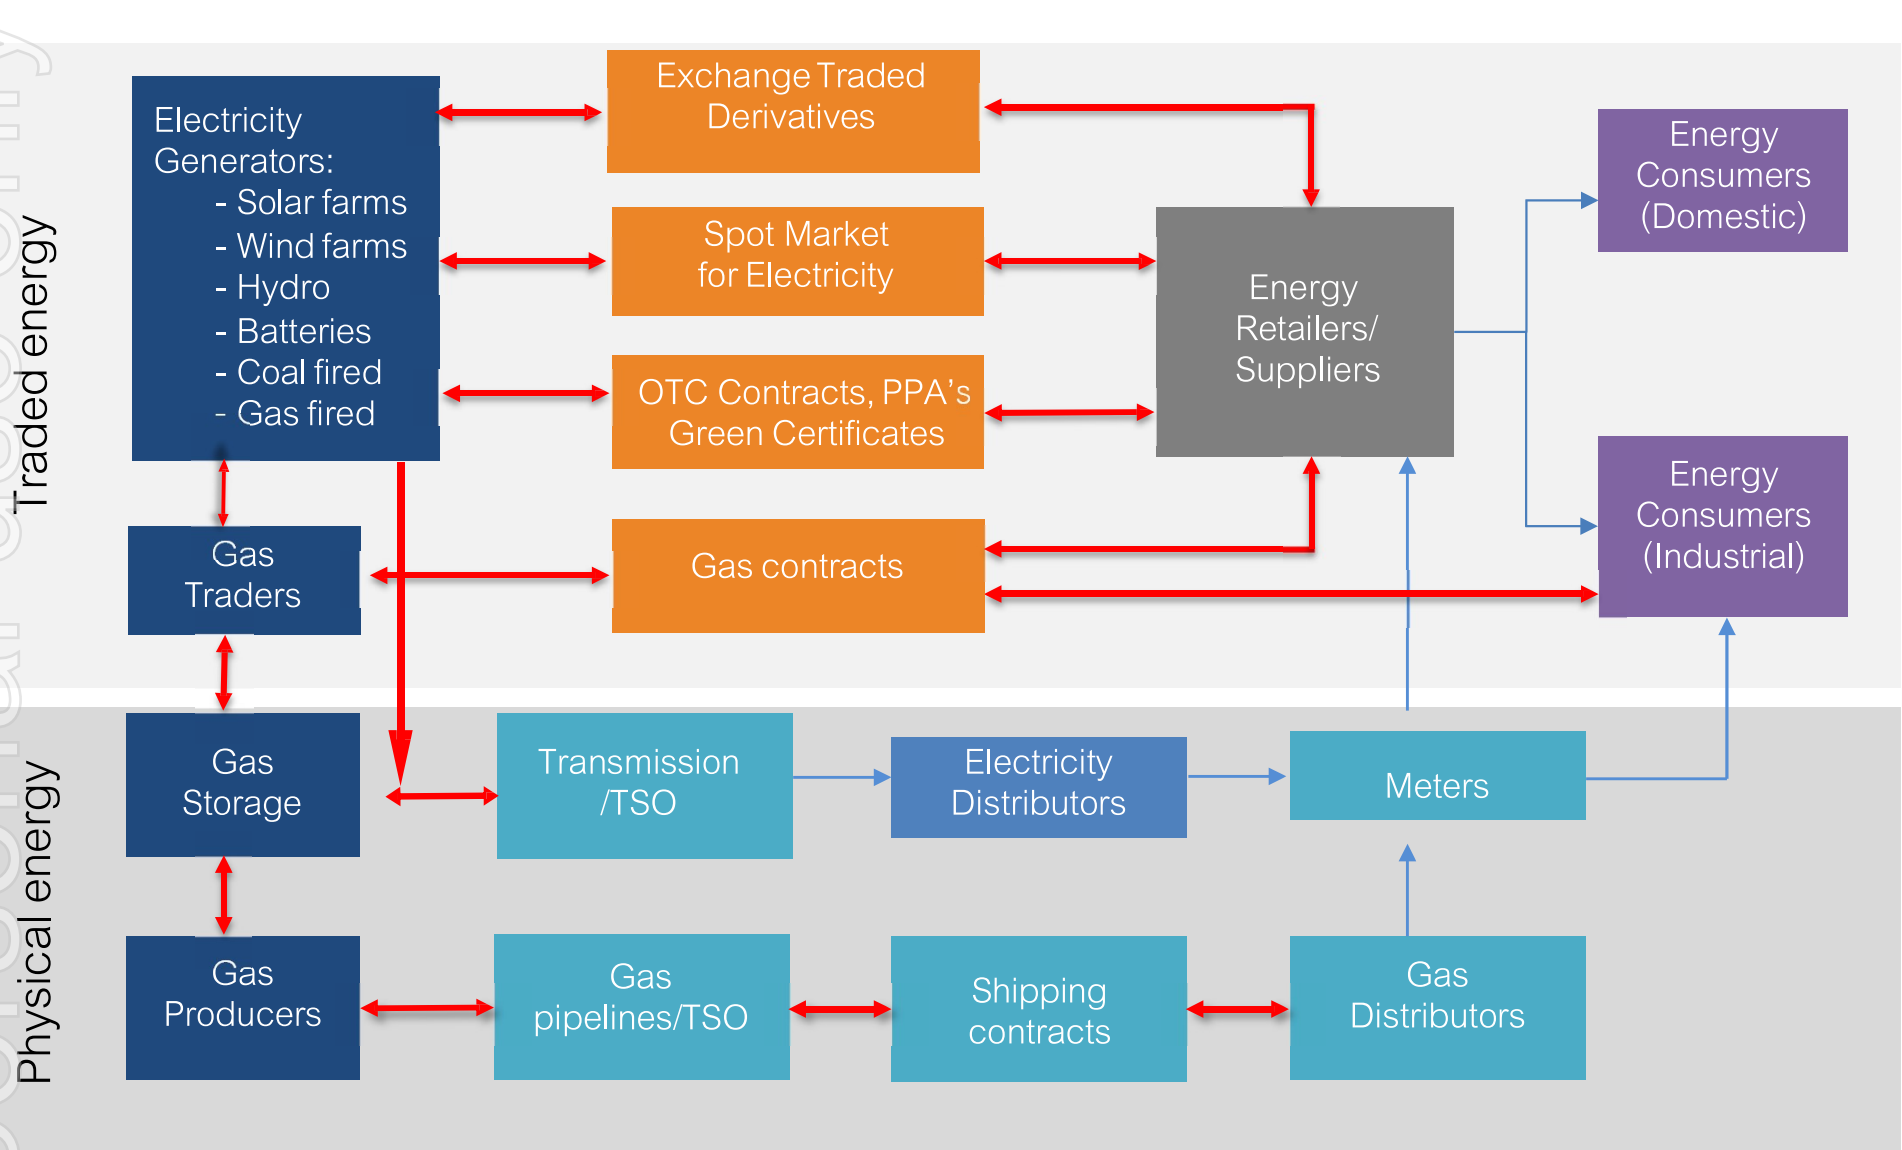 Traded energy
Electricity
Generators:
- Solar farms
- Wind farms
- Hydro
- Batteries
- Coal fired
- Gas fired
Exchange Traded
Derivatives
Spot Market
for Electricity
OTC Contracts, PPA's
Green Certificates
Gas contracts
Gas
Traders
Energy
Retailers/
Suppliers
Energy
Consumers
(Domestic)
Energy
Consumers
(Industrial)
Physical energy
Gas
Storage
Transmission
/TSO
Electricity
Distributors
Meters
Gas
Producers
Gas
pipelines/TSO
Shipping
contracts
Gas
Distributors